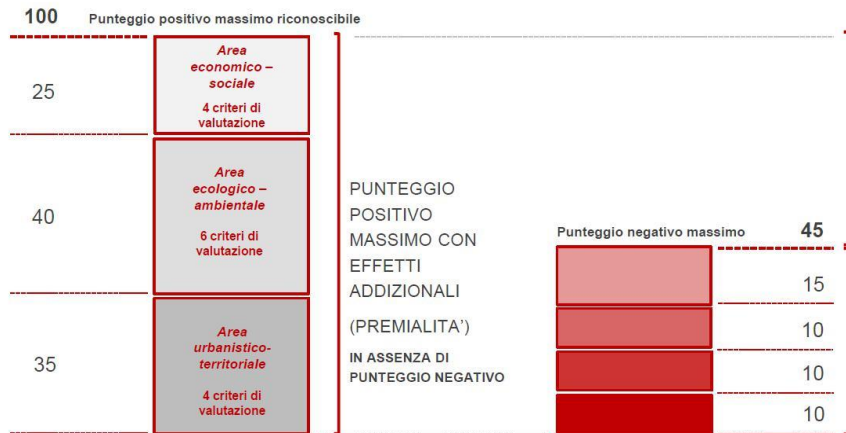 100 Punteggio positivo massimo riconoscibile
25
Area
economico –
sociale
4 criteri di
valutazione
40
Area
ecologico –
ambientale
6 criteri di
valutazione
35
Area
urbanistico-
territoriale
4 criteri di
valutazione
PUNTEGGIO
POSITIVO
MASSIMO CON
EFFETTI
ADDIZIONALI
(PREMIALITA’)
IN ASSENZA DI
PUNTEGGIO NEGATIVO
Punteggio negativo massimo 45
15
10
10
10